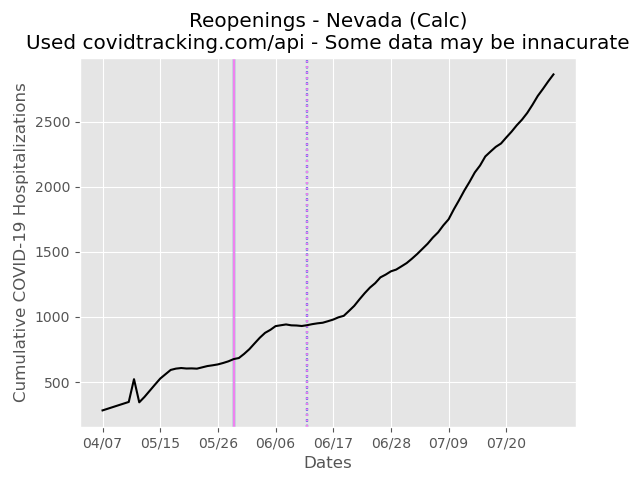 Reopenings - Nevada (Calc)
Used covidtracking.com/api - Some data may be innacurate
Cumulative COVID-19 Hospitalizations
2500
2000
1500
1000
500
04/07 05/15 05/26 06/06 06/17 06/28 07/09 07/20
Dates